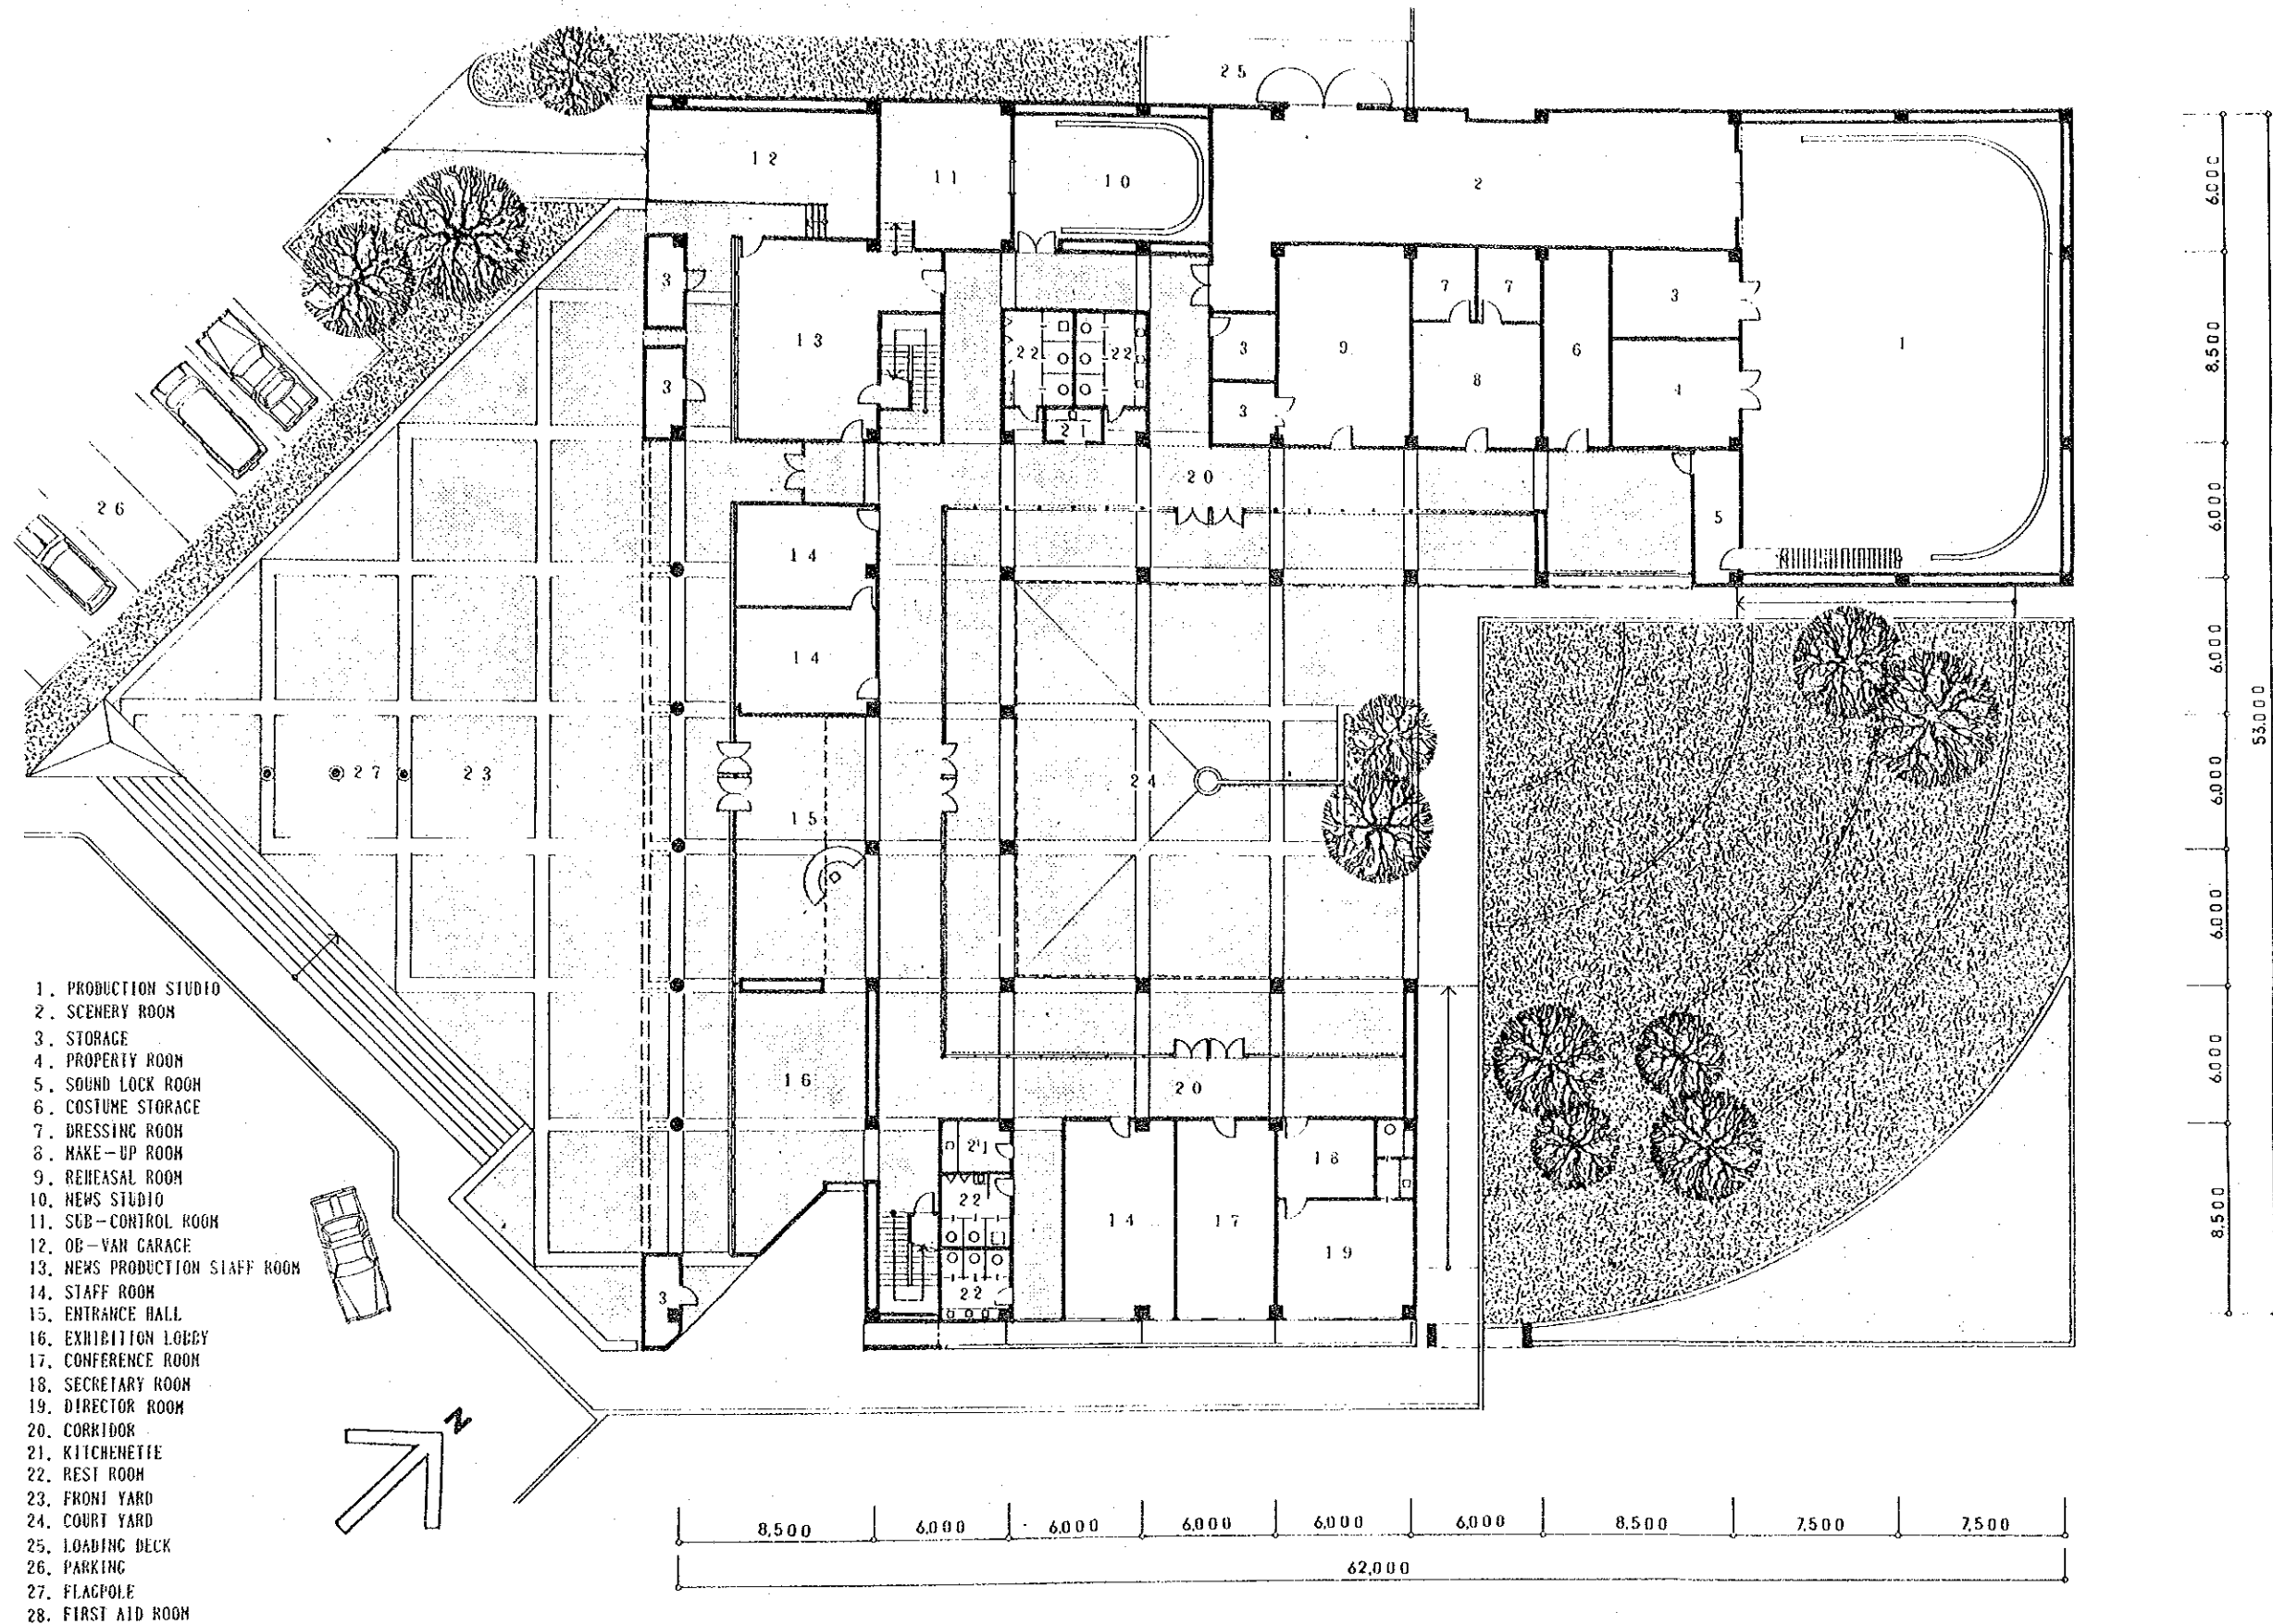 25
12
11
10
2
3
13
22
22
7
7
3
1
3
9
8
6
4
3
3
21
26
20
5
14
14
27
23
24
15
16
20
21
22
14
17
18
19
22
3
6,000
8,500
6,000
6,000
6,000
6,000
6,000
8,500
53,000
1. PRODUCTION STUDIO
2. SCENERY ROOM
3. STORAGE
4. PROPERTY ROOM
5. SOUND LOCK ROOM
6. COSTUME STORAGE
7. DRESSING ROOM
8. MAKE-UP ROOM
9. REHEASAL ROOM
10. NEWS STUDIO
11. SUB-CONTROL ROOM
12. OB-VAN GARAGE
13. NEWS PRODUCTION STAFF ROOM
14. STAFF ROOM
15. ENTRANCE HALL
16. EXHIBITION LOBBY
17. CONFERENCE ROOM
18. SECRETARY ROOM
19. DIRECTOR ROOM
20. CORRIDOR
21. KITCHENETTE
22. REST ROOM
23. FRONT YARD
24. COURT YARD
25. LOADING DECK
26. PARKING
27. FLAGPOLE
28. FIRST AID ROOM
N
8,500 6,000 6,000 6,000 6,000 6,000 8,500 7,500 7,500
62,000